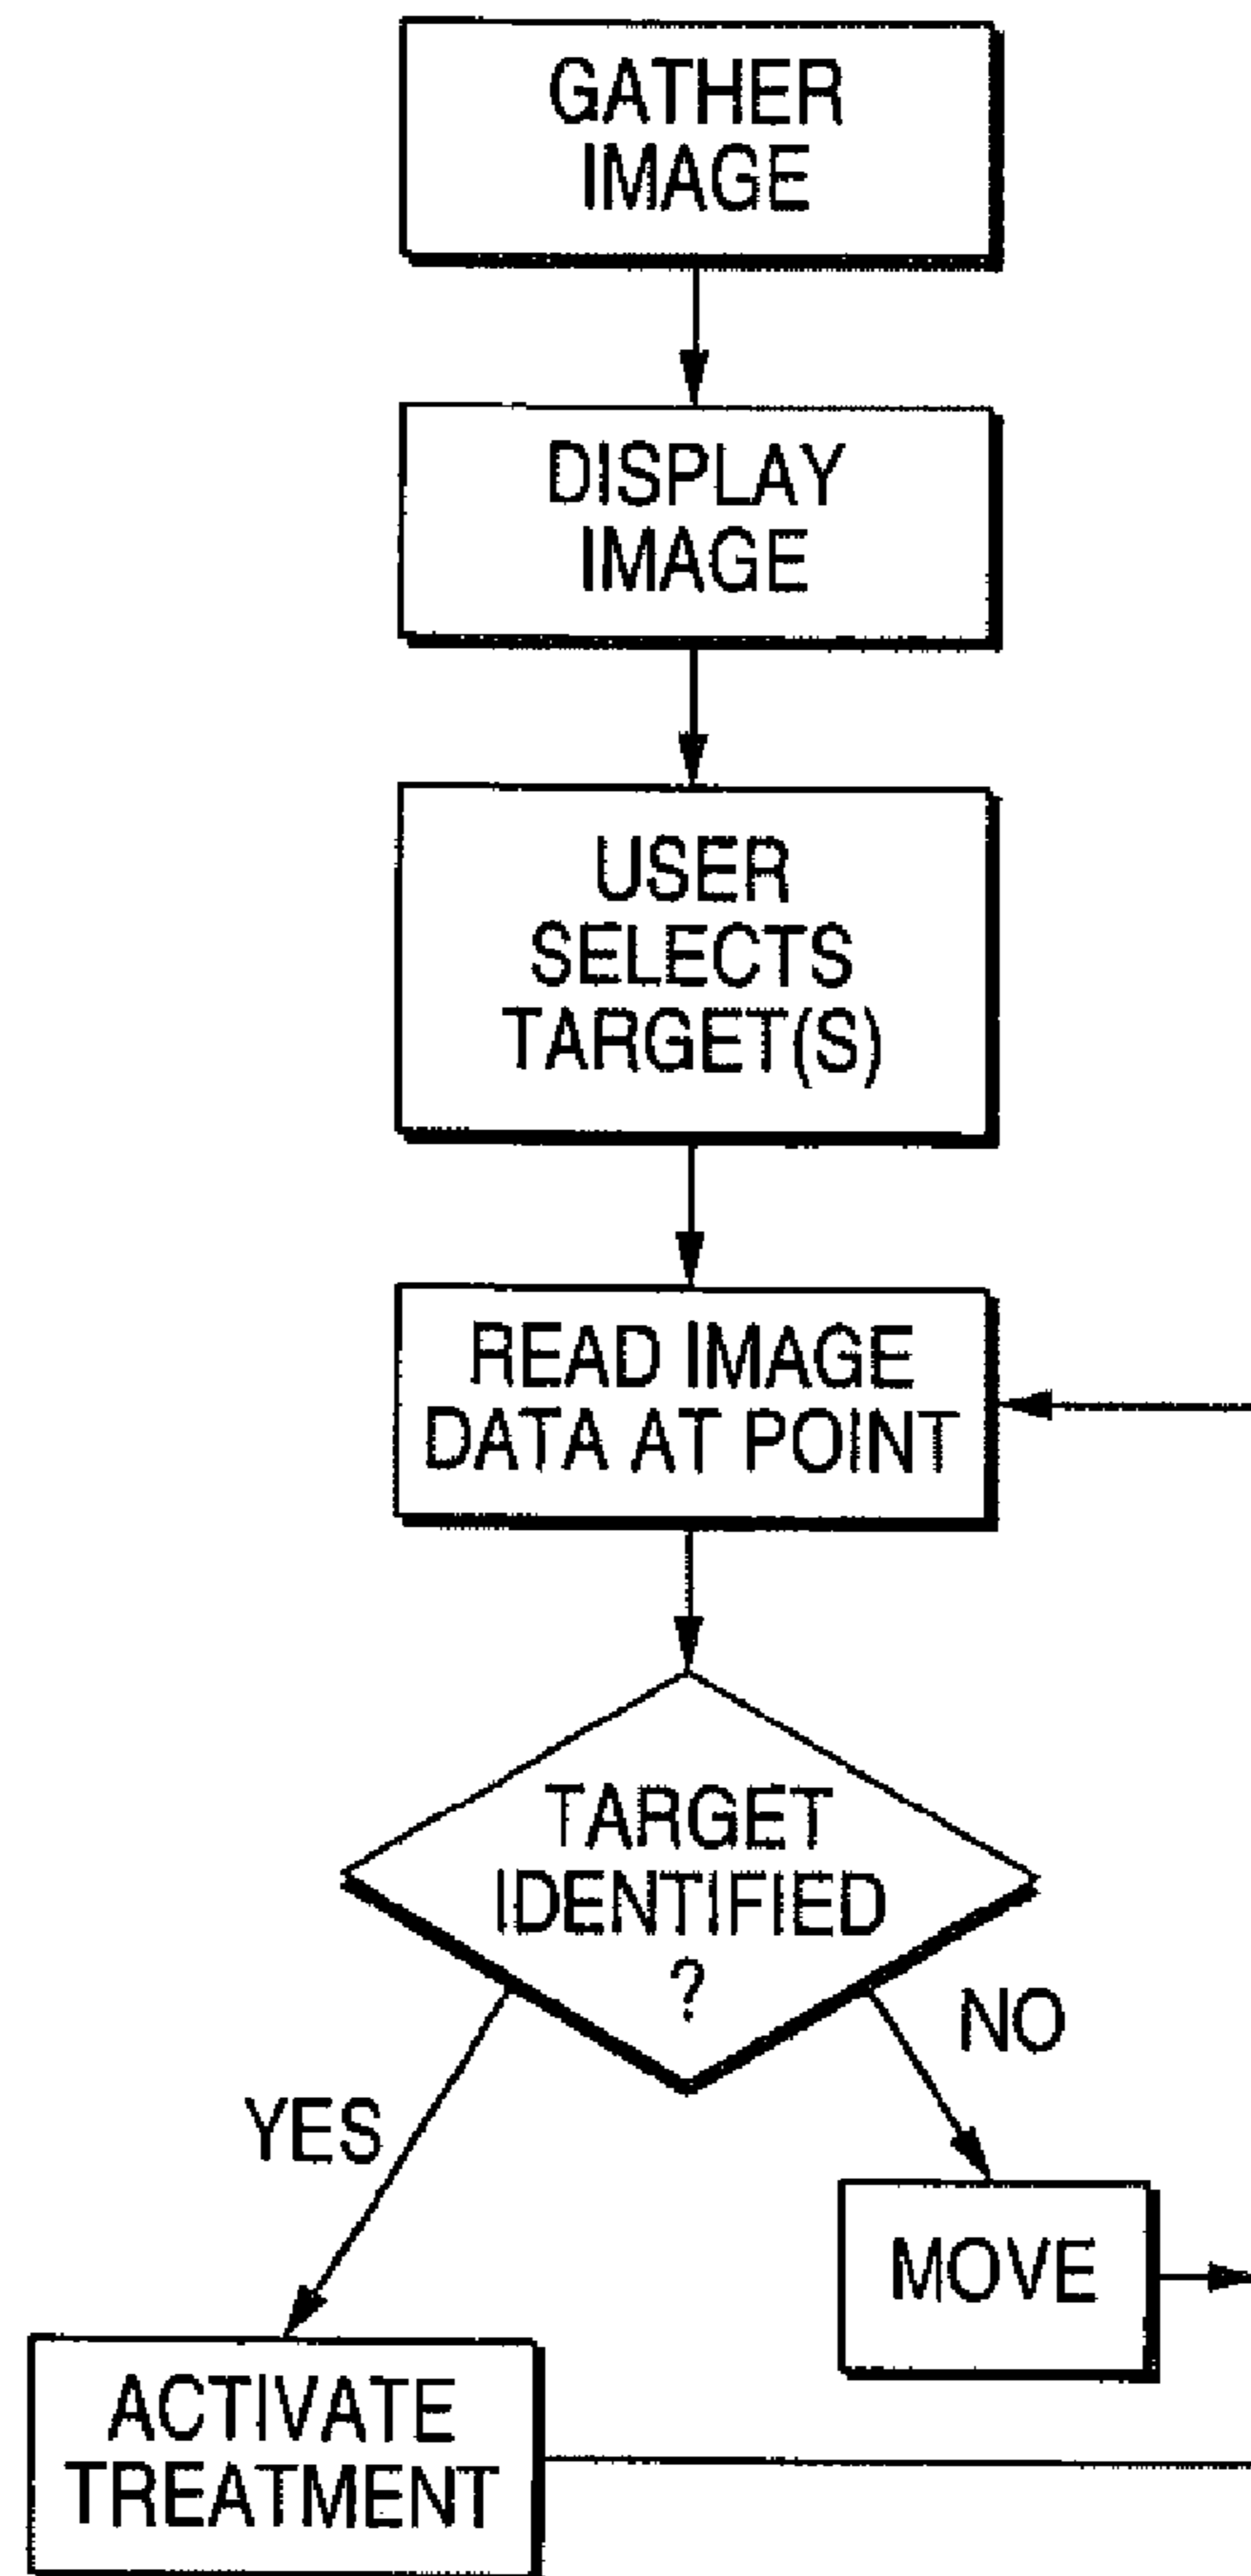 GATHER
IMAGE
DISPLAY
IMAGE
USER
SELECTS
TARGET(S)
READ IMAGE
DATA AT POINT
TARGET
IDENTIFIED
?
NO
YES
MOVE
ACTIVATE
TREATMENT